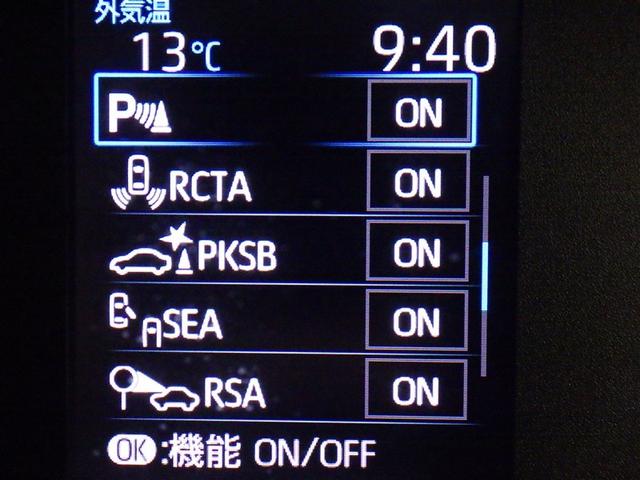 外気温
13℃ 9:40
P ON
RCTA ON
PKSB ON
SEA ON
RSA ON
OK:機能 ON/OFF